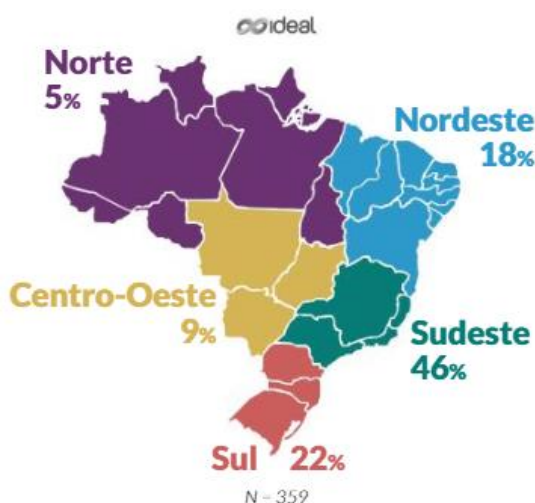 ideal
Norte
5%
Nordeste
18%
Centro-Oeste
9%
Sudeste
46%
Sul 22%
N – 359